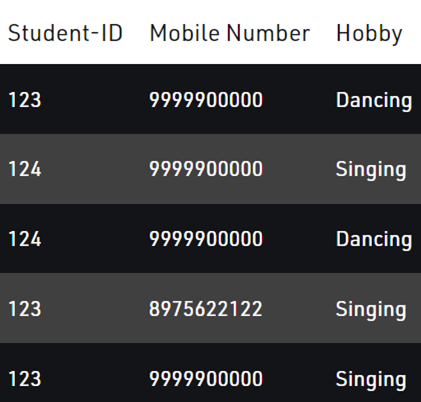 Student-ID Mobile Number Hobby
123 9999900000 Dancing
124 9999900000 Singing
124 9999900000 Dancing
123 8975622122 Singing
123 9999900000 Singing